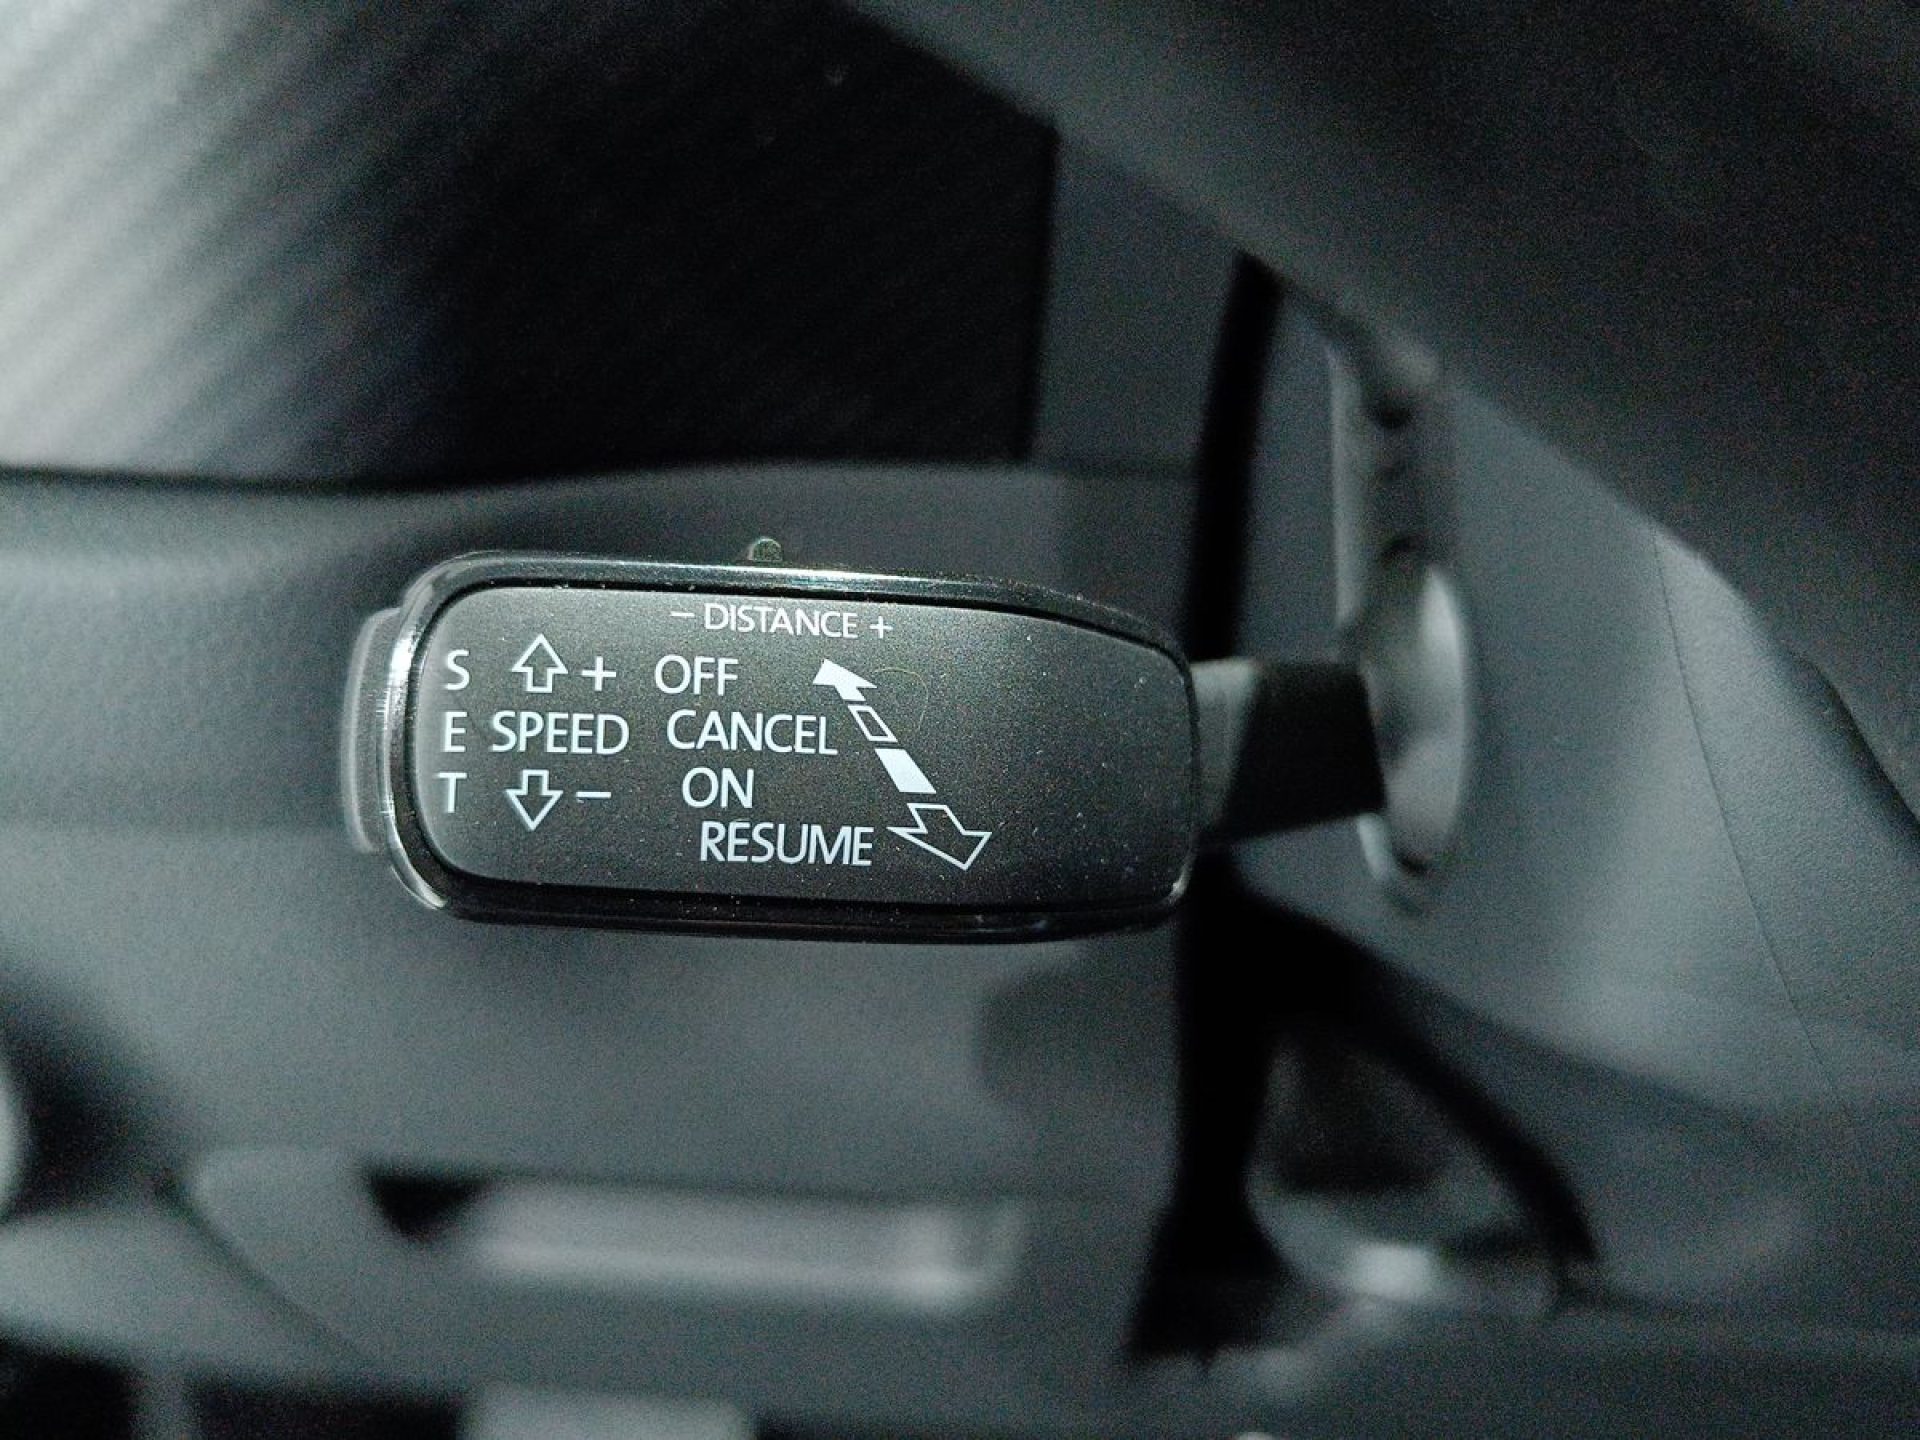 - DISTANCE +
S + OFF
E SPEED CANCEL
T - ON
RESUME